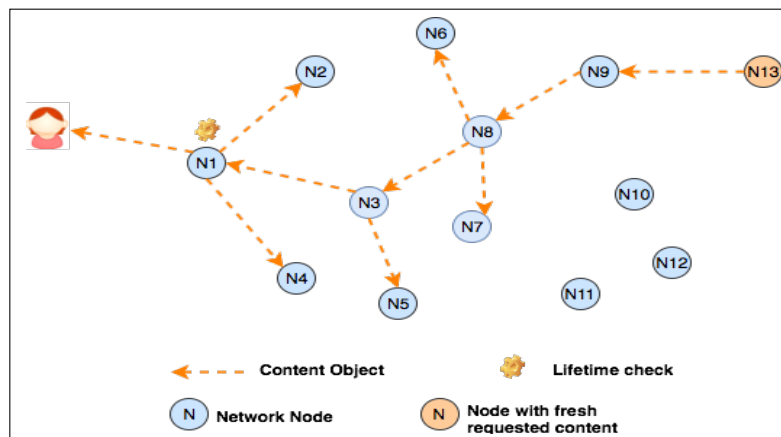 N6
N2
N9
N13
N8
N1
N10
N3
N7
N12
N4
N11
N5
Content Object
Lifetime check
N
Network Node
N
Node with fresh
requested content